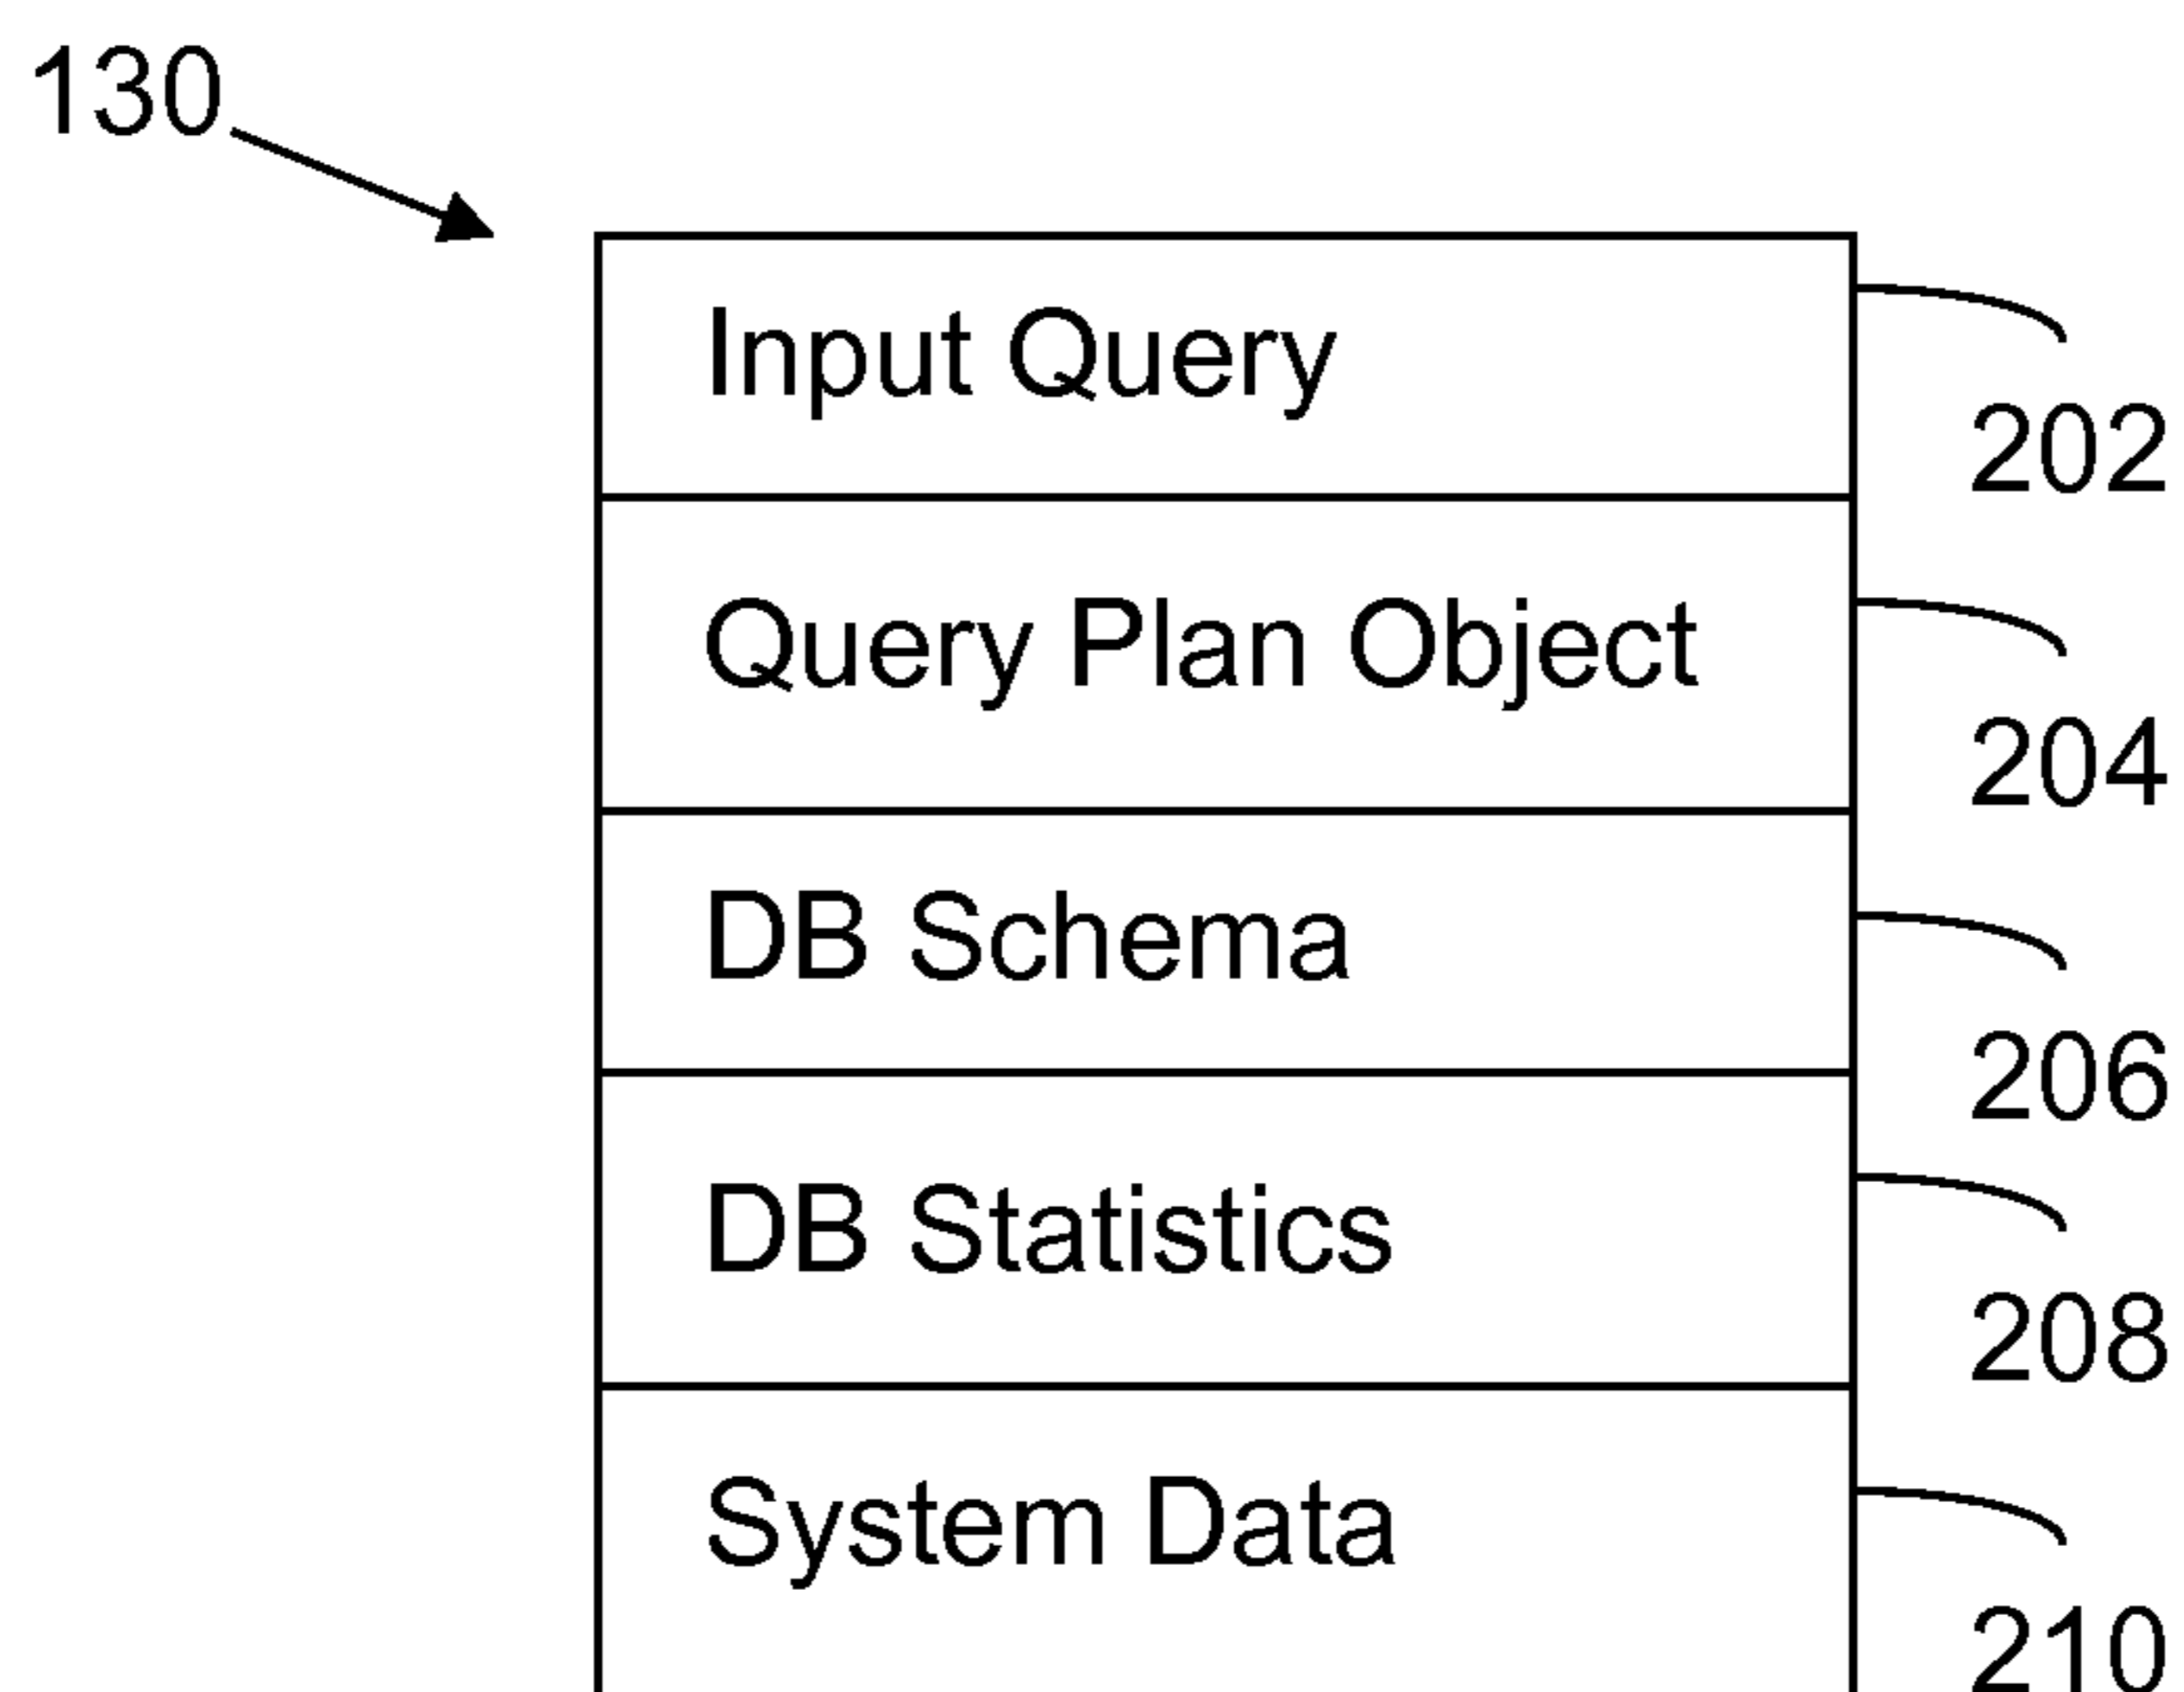 130
Input Query
202
Query Plan Object
204
DB Schema
206
DB Statistics
208
System Data
210